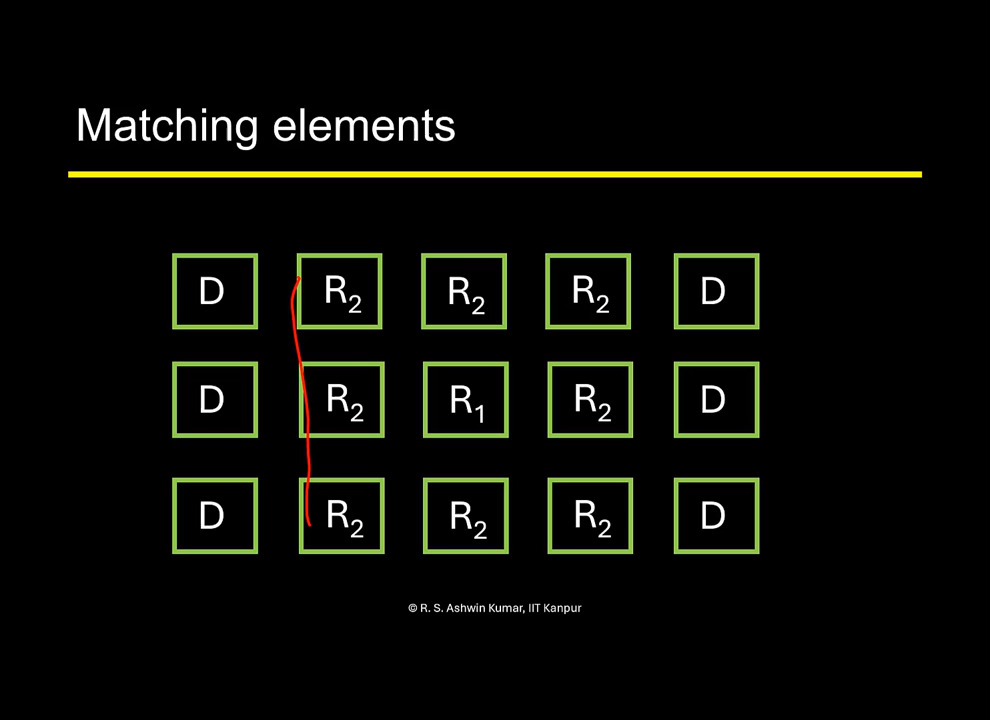 Matching elements
D R₂ R₂ R₂ D
D R₂ R₁ R₂ D
D R₂ R₂ R₂ D
© R. S. Ashwin Kumar, IIT Kanpur